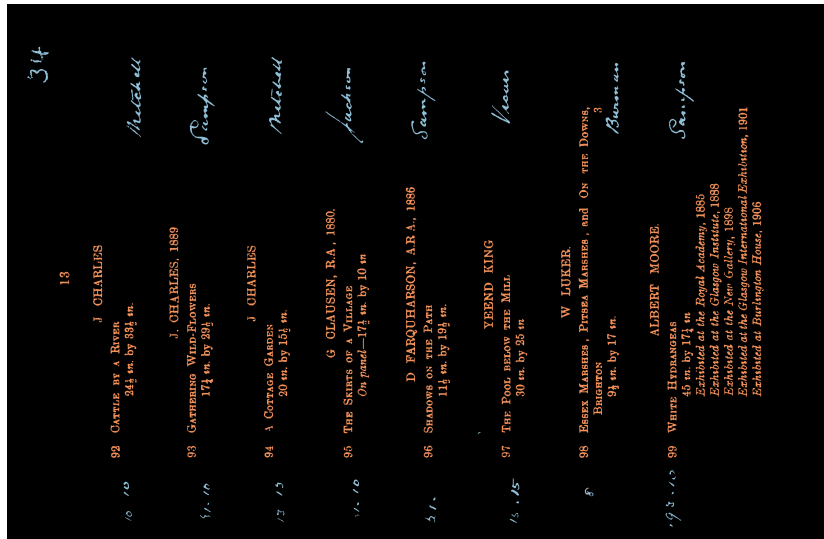 34
13
J CHARLES
10 10 92 CATTLE BY A RIVER Mitchell
24½ in. by 33½ in.
J. CHARLES, 1889
93 GATHERING WILD-FLOWERS Sampson
17½ in. by 29½ in.
J CHARLES
94 A COTTAGE GARDEN Mitchell
20 in. by 15½ in.
G CLAUSEN, R.A., 1880.
95 THE SKIRTS OF A VILLAGE Jackson
On panel—17½ in. by 10 in
D FARQUHARSON, A.R.A., 1886
96 SHADOWS ON THE PATH Sampson
11½ in. by 19½ in.
YEEND KING
97 THE POOL BELOW THE MILL
30 in. by 25 in
W LUKER.
8 98 ESSEX MARSHES, PITSEA MARSHES, and ON THE DOWNS,
BRIGHTON 3 Burman
9½ in. by 17 in.
ALBERT MOORE.
99 WHITE HYDRANGEAS Sampson
45 in. by 17½ in
Exhibited at the Royal Academy, 1885
Exhibited at the Glasgow Institute, 1888
Exhibited at the New Gallery, 1898
Exhibited at the Glasgow International Exhibition, 1901
Exhibited at Burlington House, 1906